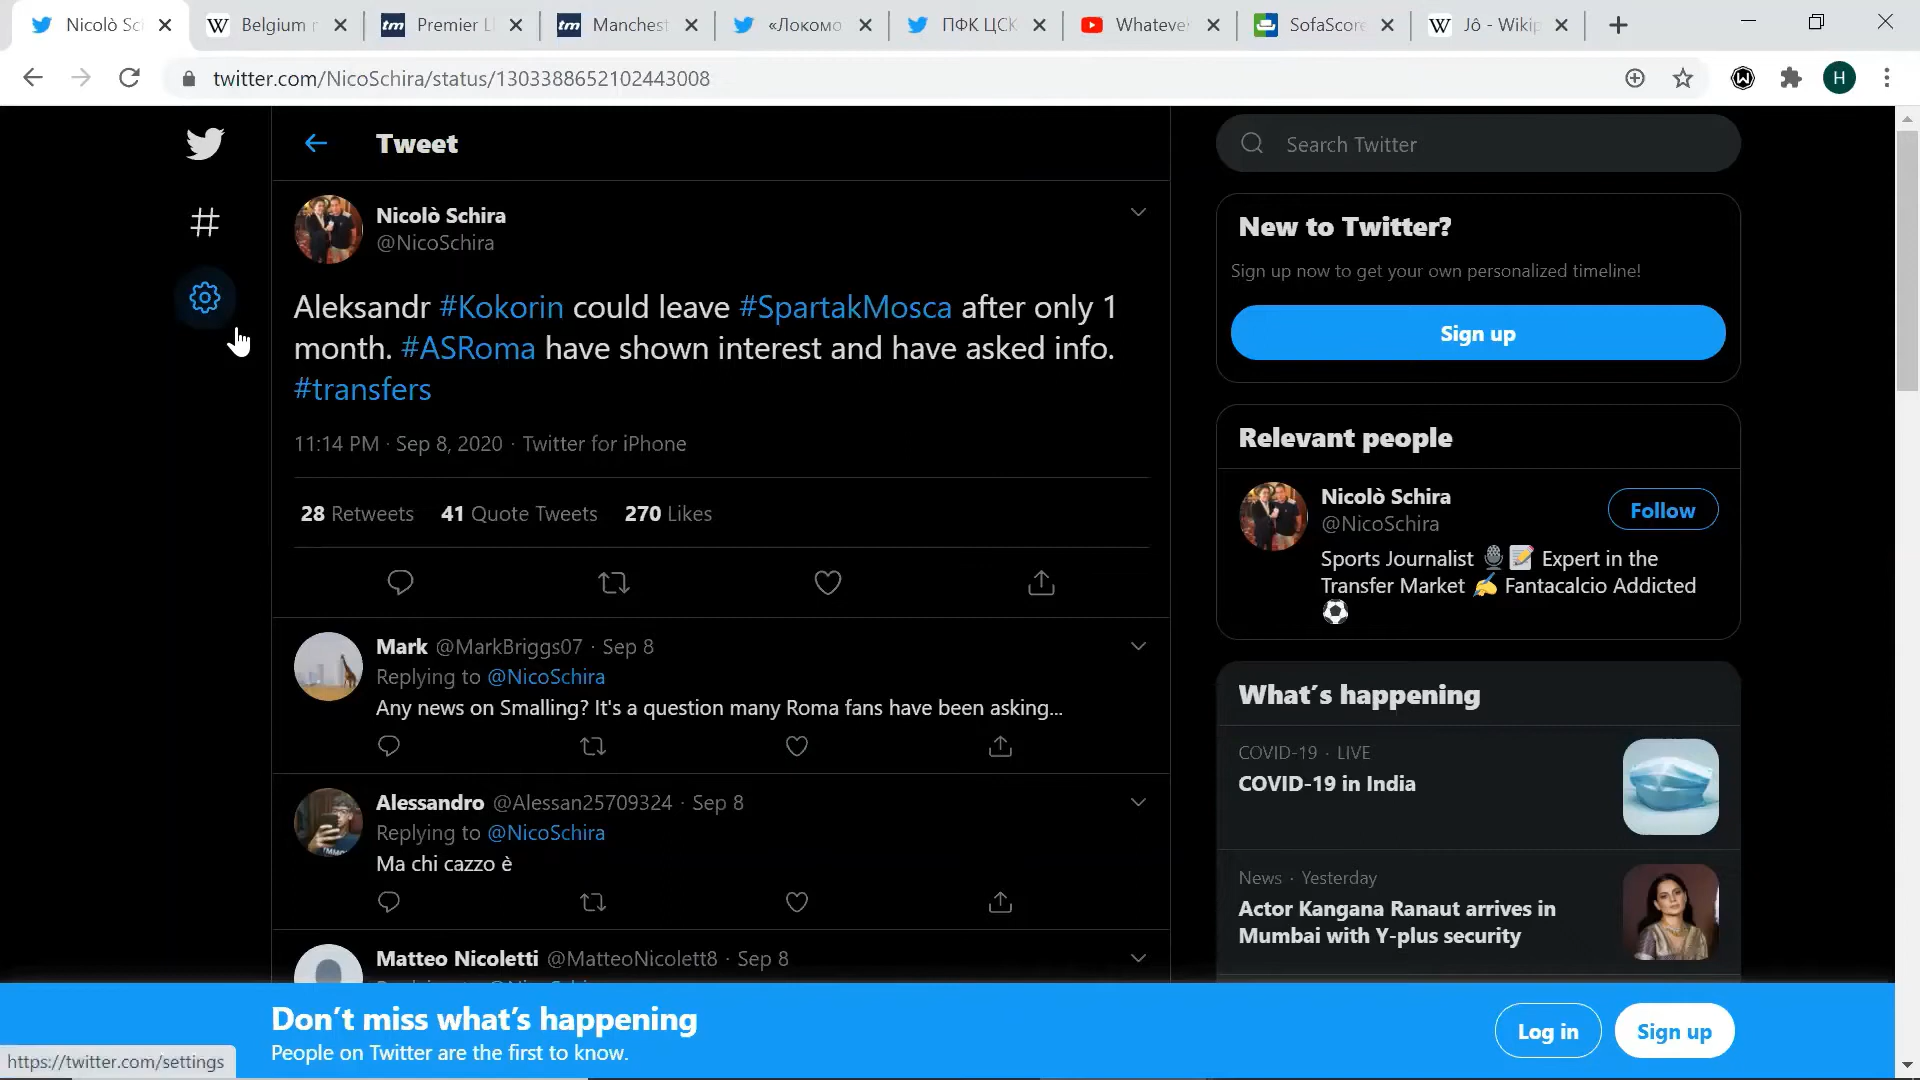 Nicolò Sc
Belgium
Premier L
Manches
«Локомо
ПФК ЦСК
Whateve
SofaScore
Jô - Wikip
twitter.com/NicoSchira/status/1303388652102443008
H
Tweet
Search Twitter
Nicolò Schira
@NicoSchira
Aleksandr #Kokorin could leave #SpartakMosca after only 1
month. #ASRoma have shown interest and have asked info.
#transfers
11:14 PM · Sep 8, 2020 · Twitter for iPhone
28 Retweets 41 Quote Tweets 270 Likes
Mark @MarkBriggs07 · Sep 8
Replying to @NicoSchira
Any news on Smalling? It's a question many Roma fans have been asking...
Alessandro @Alessan25709324 · Sep 8
Replying to @NicoSchira
Ma chi cazzo è
Matteo Nicoletti @MatteoNicolett8 · Sep 8
New to Twitter?
Sign up now to get your own personalized timeline!
Sign up
Relevant people
Nicolò Schira
@NicoSchira
Follow
Sports Journalist 🎙📝 Expert in the
Transfer Market ✍ Fantacalcio Addicted
⚽
What's happening
COVID-19 · LIVE
COVID-19 in India
News · Yesterday
Actor Kangana Ranaut arrives in
Mumbai with Y-plus security
Don't miss what's happening
People on Twitter are the first to know.
Log in
Sign up
https://twitter.com/settings